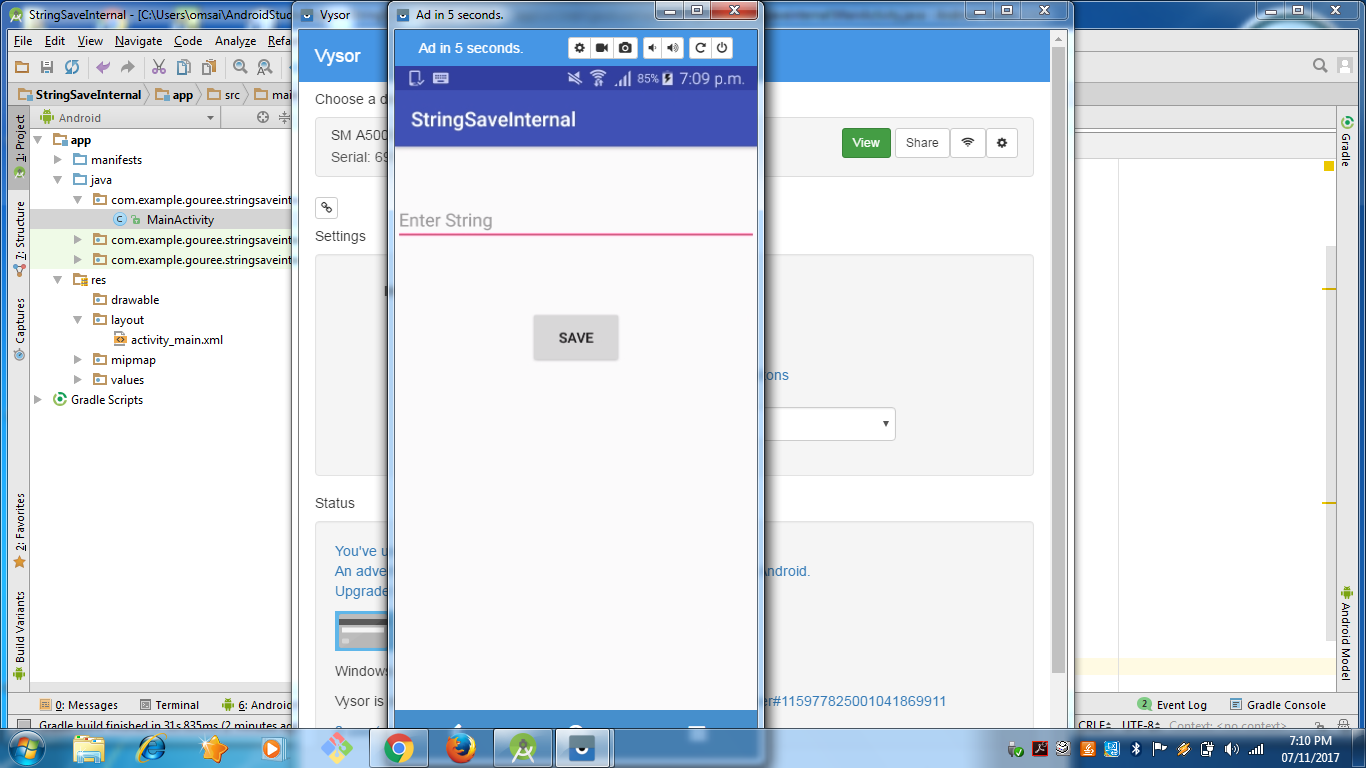 StringSaveInternal - [C:\Users\omsai\AndroidStud
File Edit View Navigate Code Analyze Refa
StringSaveInternal app src
Android
app
manifests
java
com.example.gouree.stringsaveint
MainActivity
com.example.gouree.stringsaveint
com.example.gouree.stringsaveint
res
drawable
layout
activity_main.xml
mipmap
values
Gradle Scripts
1: Project
7: Structure
Captures
2: Favorites
Build Variants
0: Messages Terminal 6: Android
Gradle build finished in 31s 835ms (2 minutes ago
Vysor
Vysor
Choose a d
SM A500
Serial: 69
View Share
Settings
ons
Status
You've u
An adve
ndroid.
Upgrade
Windows
Vysor is
r#115977825001041869911
Ad in 5 seconds.
Ad in 5 seconds.
85% 7:09 p.m.
StringSaveInternal
Enter String
SAVE
Gradle
Android Model
2 Event Log Gradle Console
CRLF UTF-8 Context: <no context>
7:10 PM
07/11/2017